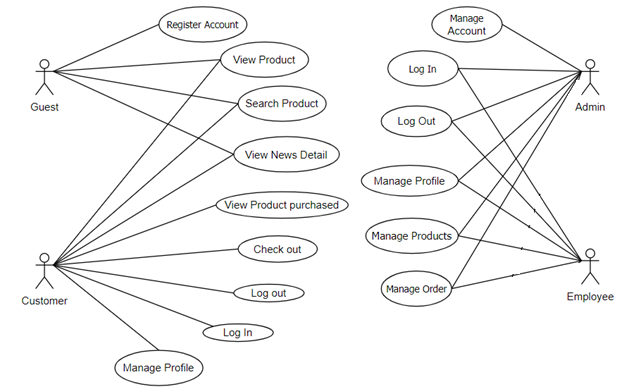 Register Account
View Product
Guest
Search Product
View News Detail
View Product purchased
Check out
Customer
Log out
Log In
Manage Profile
Manage
Account
Log In
Admin
Log Out
Manage Profile
Manage Products
Manage Order
Employee